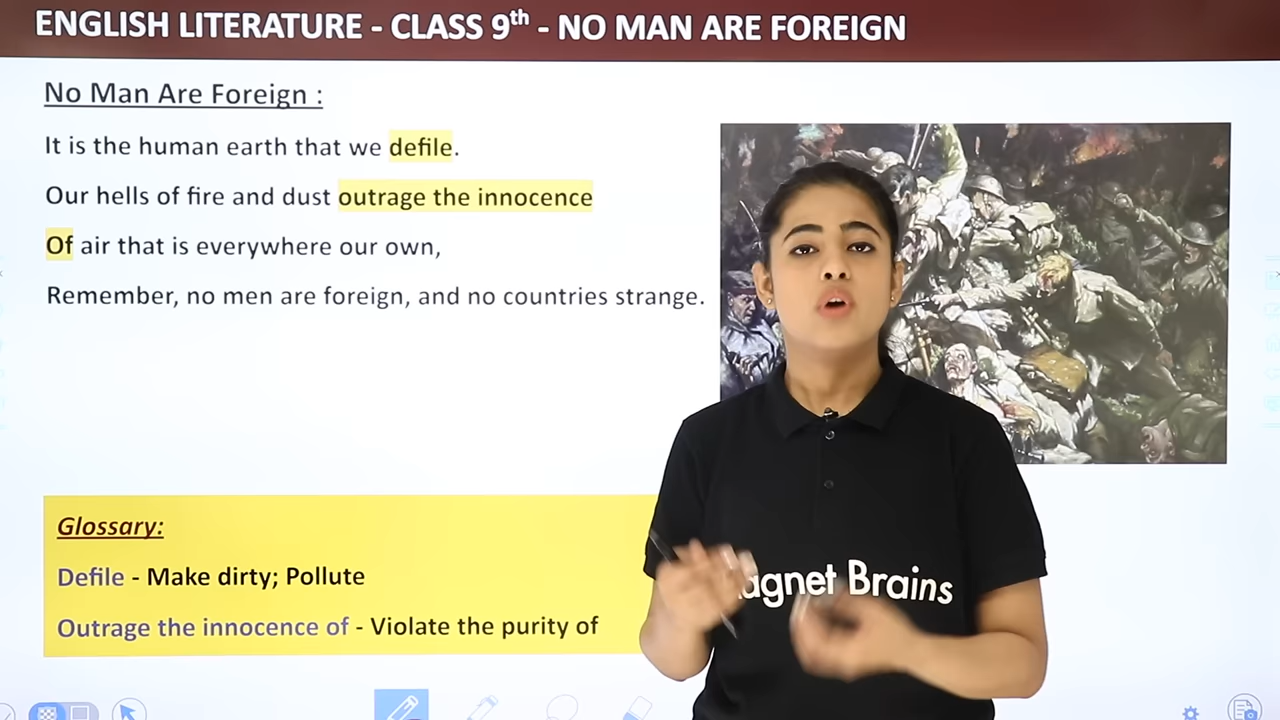 ENGLISH LITERATURE - CLASS 9th - NO MAN ARE FOREIGN
No Man Are Foreign :
It is the human earth that we defile.
Our hells of fire and dust outrage the innocence
Of air that is everywhere our own,
Remember, no men are foreign, and no countries strange.
Glossary:
Defile - Make dirty; Pollute
Outrage the innocence of - Violate the purity of
Brains